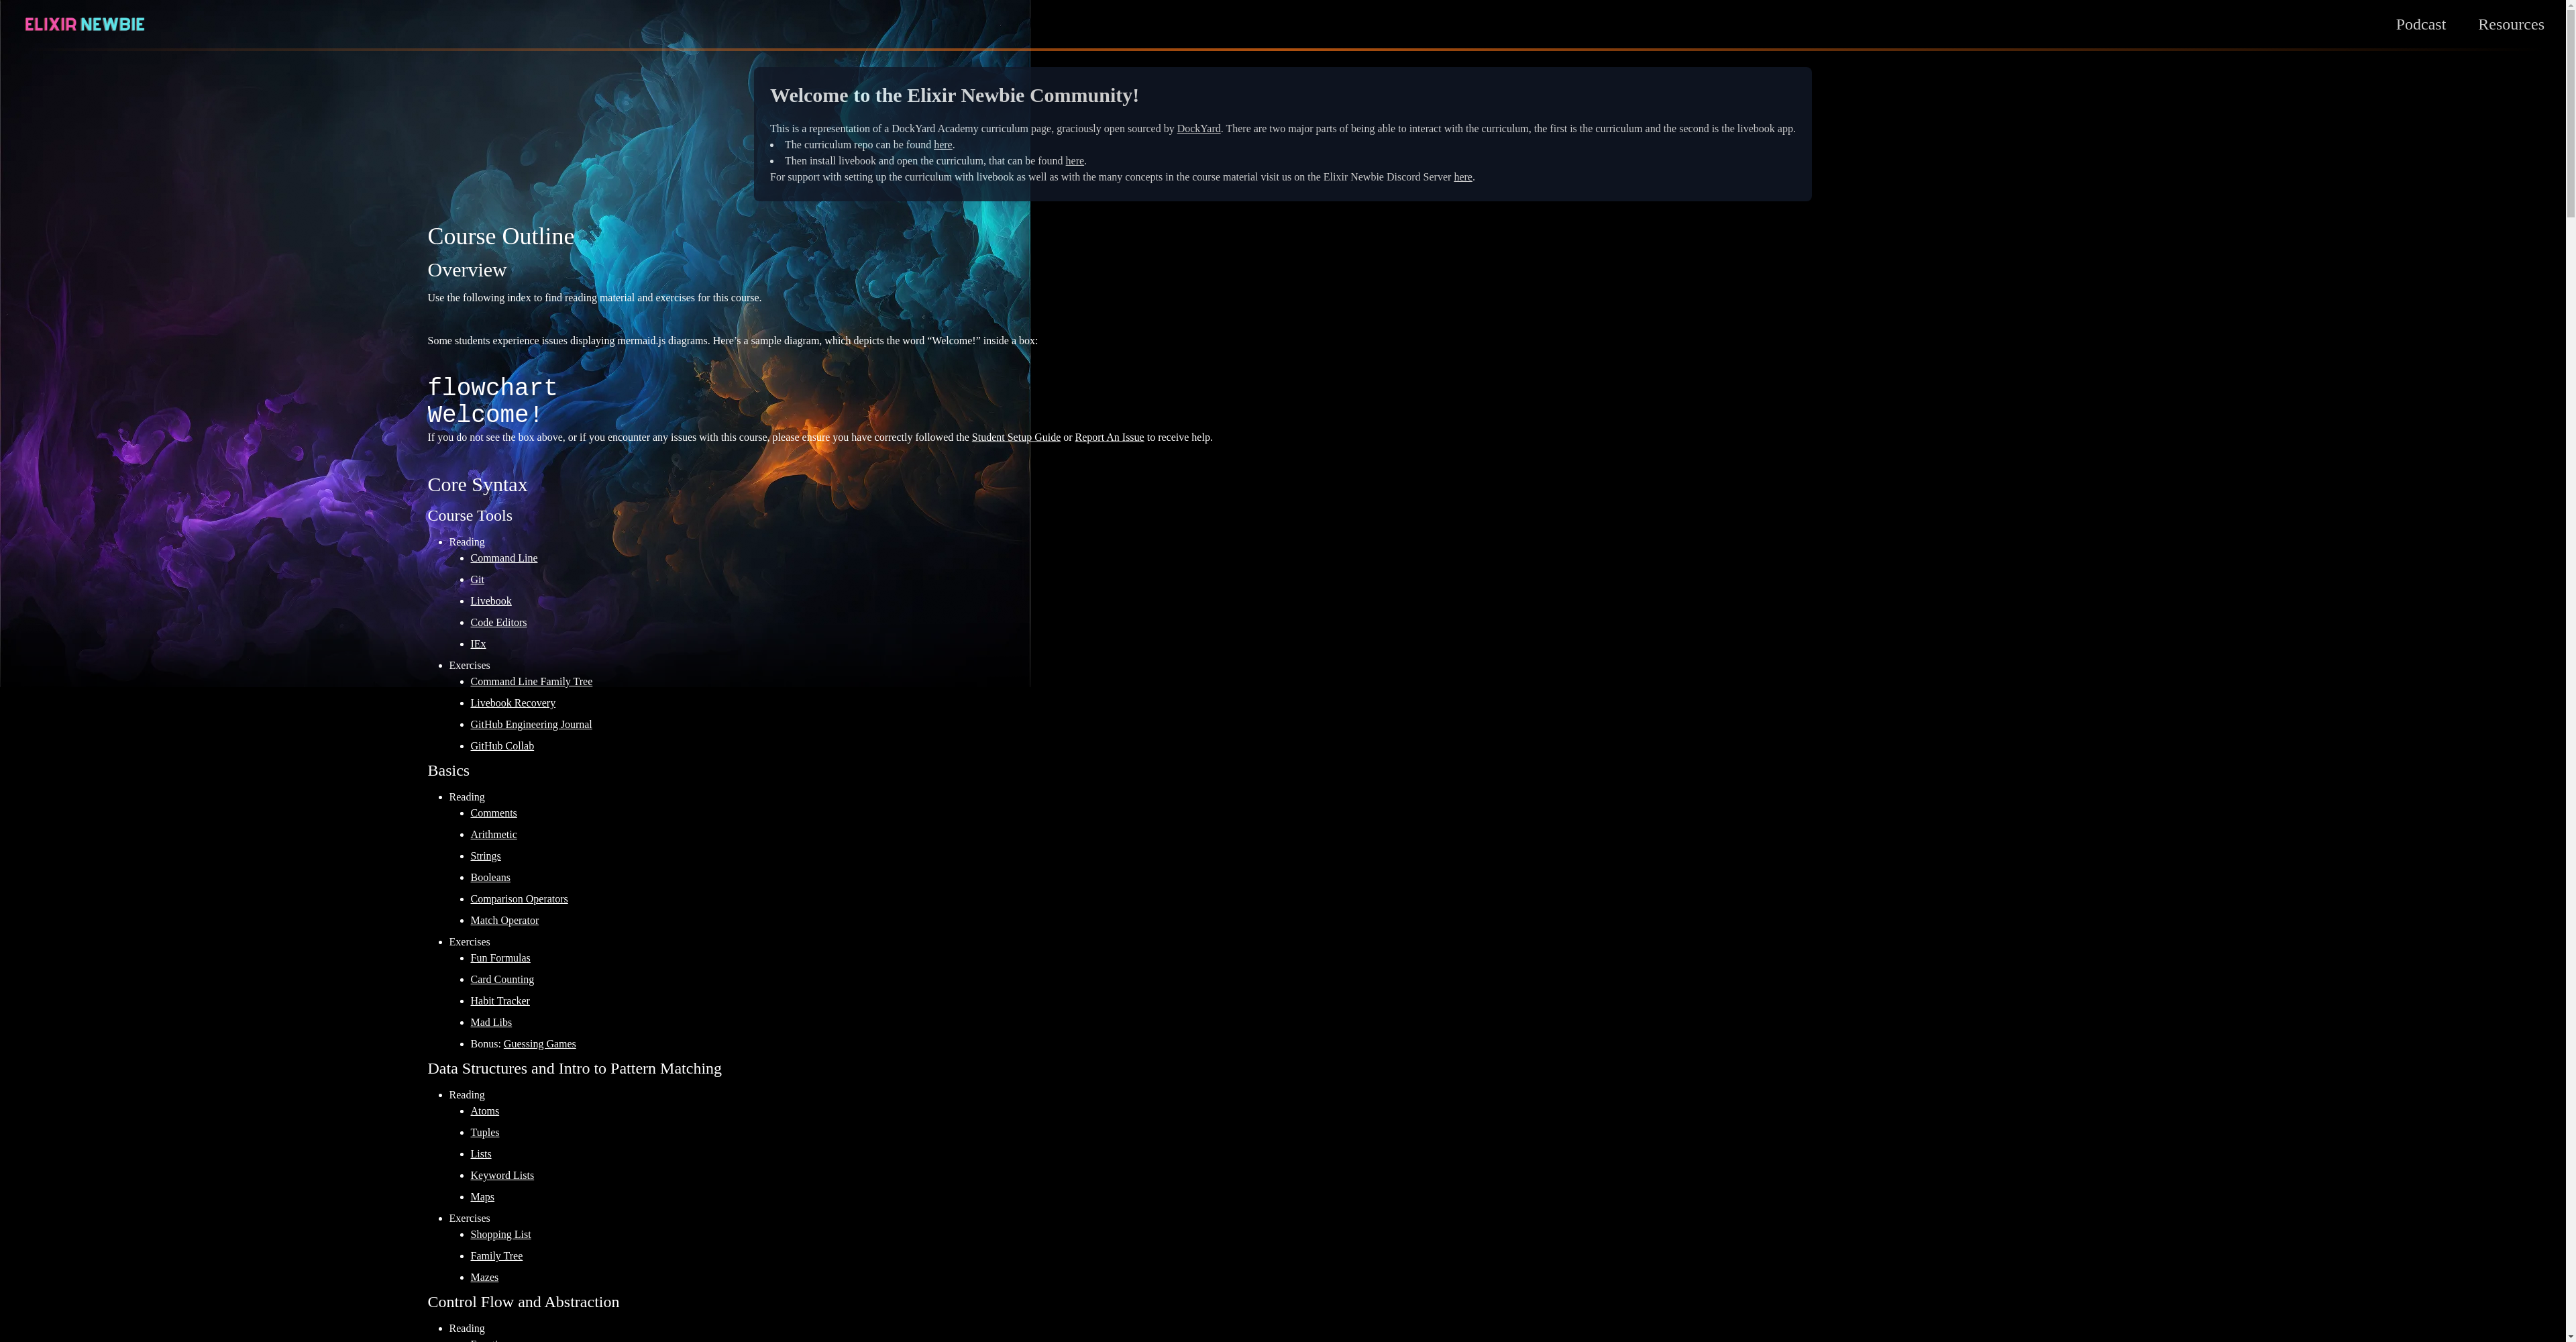 ELIXIR NEWBIE
Podcast
Resources
Welcome to the Elixir Newbie Community!
This is a representation of a DockYard Academy curriculum page, graciously open sourced by DockYard. There are two major parts of being able to interact with the curriculum, the first is the curriculum and the second is the livebook app.
• The curriculum repo can be found here.
• Then install livebook and open the curriculum, that can be found here.
For support with setting up the curriculum with livebook as well as with the many concepts in the course material visit us on the Elixir Newbie Discord Server here.
Course Outline
Overview
Use the following index to find reading material and exercises for this course.
Some students experience issues displaying mermaid.js diagrams. Here’s a sample diagram, which depicts the word “Welcome!” inside a box:
flowchart
Welcome!
If you do not see the box above, or if you encounter any issues with this course, please ensure you have correctly followed the Student Setup Guide or Report An Issue to receive help.
Core Syntax
Course Tools
• Reading
• Command Line
• Git
• Livebook
• Code Editors
• IEx
• Exercises
• Command Line Family Tree
• Livebook Recovery
• GitHub Engineering Journal
• GitHub Collab
Basics
• Reading
• Comments
• Arithmetic
• Strings
• Booleans
• Comparison Operators
• Match Operator
• Exercises
• Fun Formulas
• Card Counting
• Habit Tracker
• Mad Libs
• Bonus: Guessing Games
Data Structures and Intro to Pattern Matching
• Reading
• Atoms
• Tuples
• Lists
• Keyword Lists
• Maps
• Exercises
• Shopping List
• Family Tree
• Mazes
Control Flow and Abstraction
• Reading